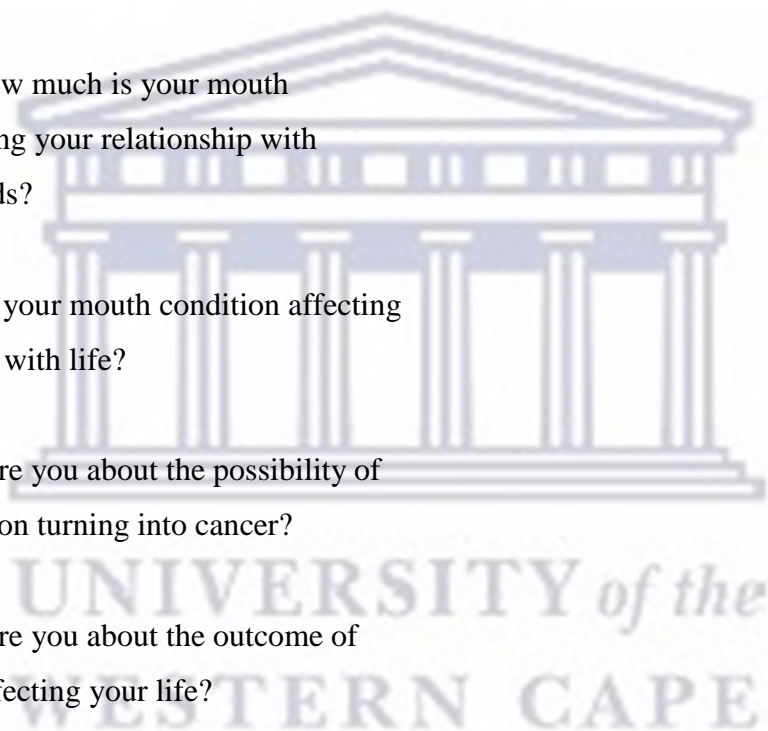 w much is your mouth
ng your relationship with
ds?
your mouth condition affecting
with life?
re you about the possibility of
on turning into cancer?
re you about the outcome of
fecting your life?
UNIVERSITY of the
WESTERN CAPE